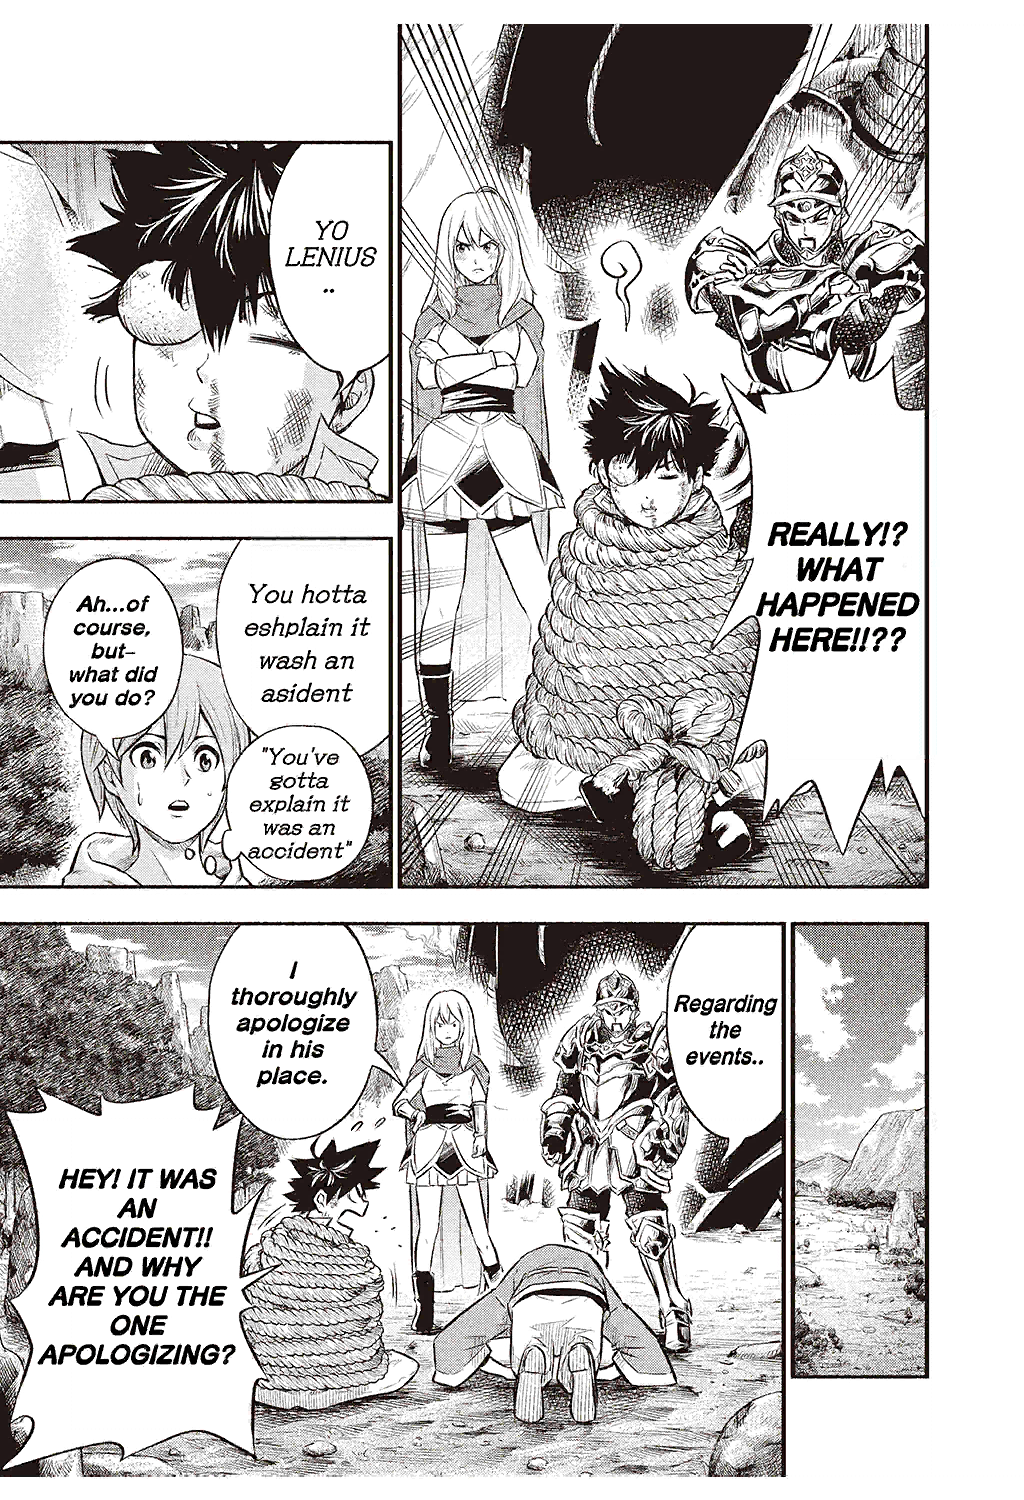 REALLY!?
WHAT
HAPPENED
HERE!!??
YO
LENIUS
..
You hotta
eshplain it
wash an
asident
"You've
gotta
explain it
was an
accident"
Ah...of
course,
but-
what did
you do?
Regarding
the
events..
I
thoroughly
apologize
in his
place.
HEY! IT WAS
AN
ACCIDENT!!
AND WHY
ARE YOU THE
ONE
APOLOGIZING?